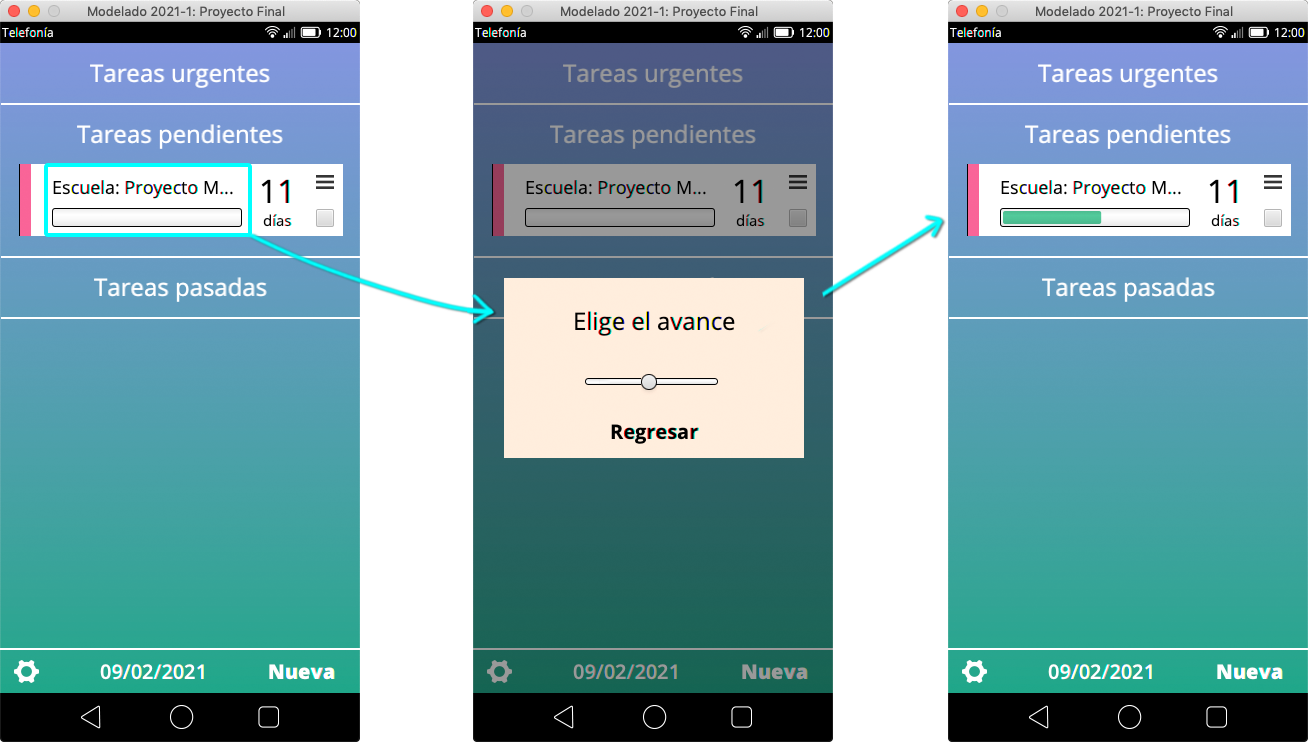 Modelado 2021-1: Proyecto Final
Telefonía 12:00
Tareas urgentes
Tareas pendientes
Escuela: Proyecto M... 11
días
Tareas pasadas
09/02/2021 Nueva
Modelado 2021-1: Proyecto Final
Telefonía 12:00
Tareas urgentes
Tareas pendientes
Escuela: Proyecto M... 11
días
Elige el avance
Regresar
09/02/2021 Nueva
Modelado 2021-1: Proyecto Final
Telefonía 12:00
Tareas urgentes
Tareas pendientes
Escuela: Proyecto M... 11
días
Tareas pasadas
09/02/2021 Nueva